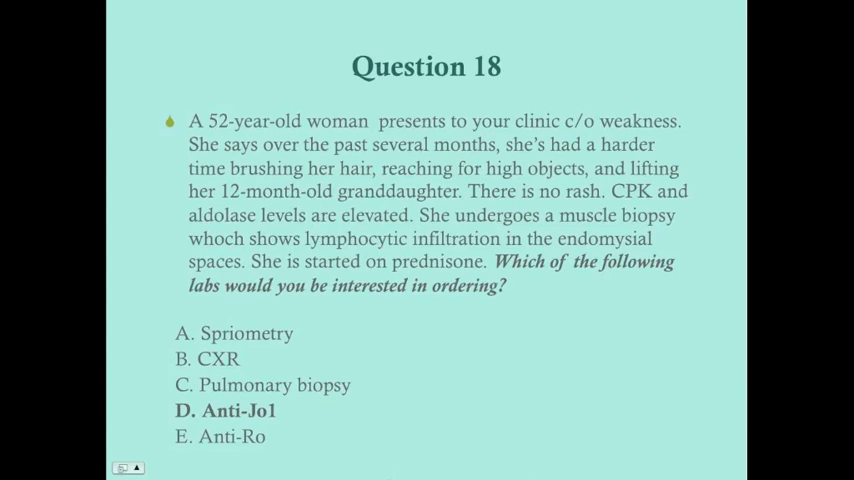 Question 18
A 52-year-old woman presents to your clinic c/o weakness.
She says over the past several months, she's had a harder
time brushing her hair, reaching for high objects, and lifting
her 12-month-old granddaughter. There is no rash. CPK and
aldolase levels are elevated. She undergoes a muscle biopsy
whoch shows lymphocytic infiltration in the endomysial
spaces. She is started on prednisone. Which of the following
labs would you be interested in ordering?
A. Spriometry
B. CXR
C. Pulmonary biopsy
D. Anti-Jo1
E. Anti-Ro